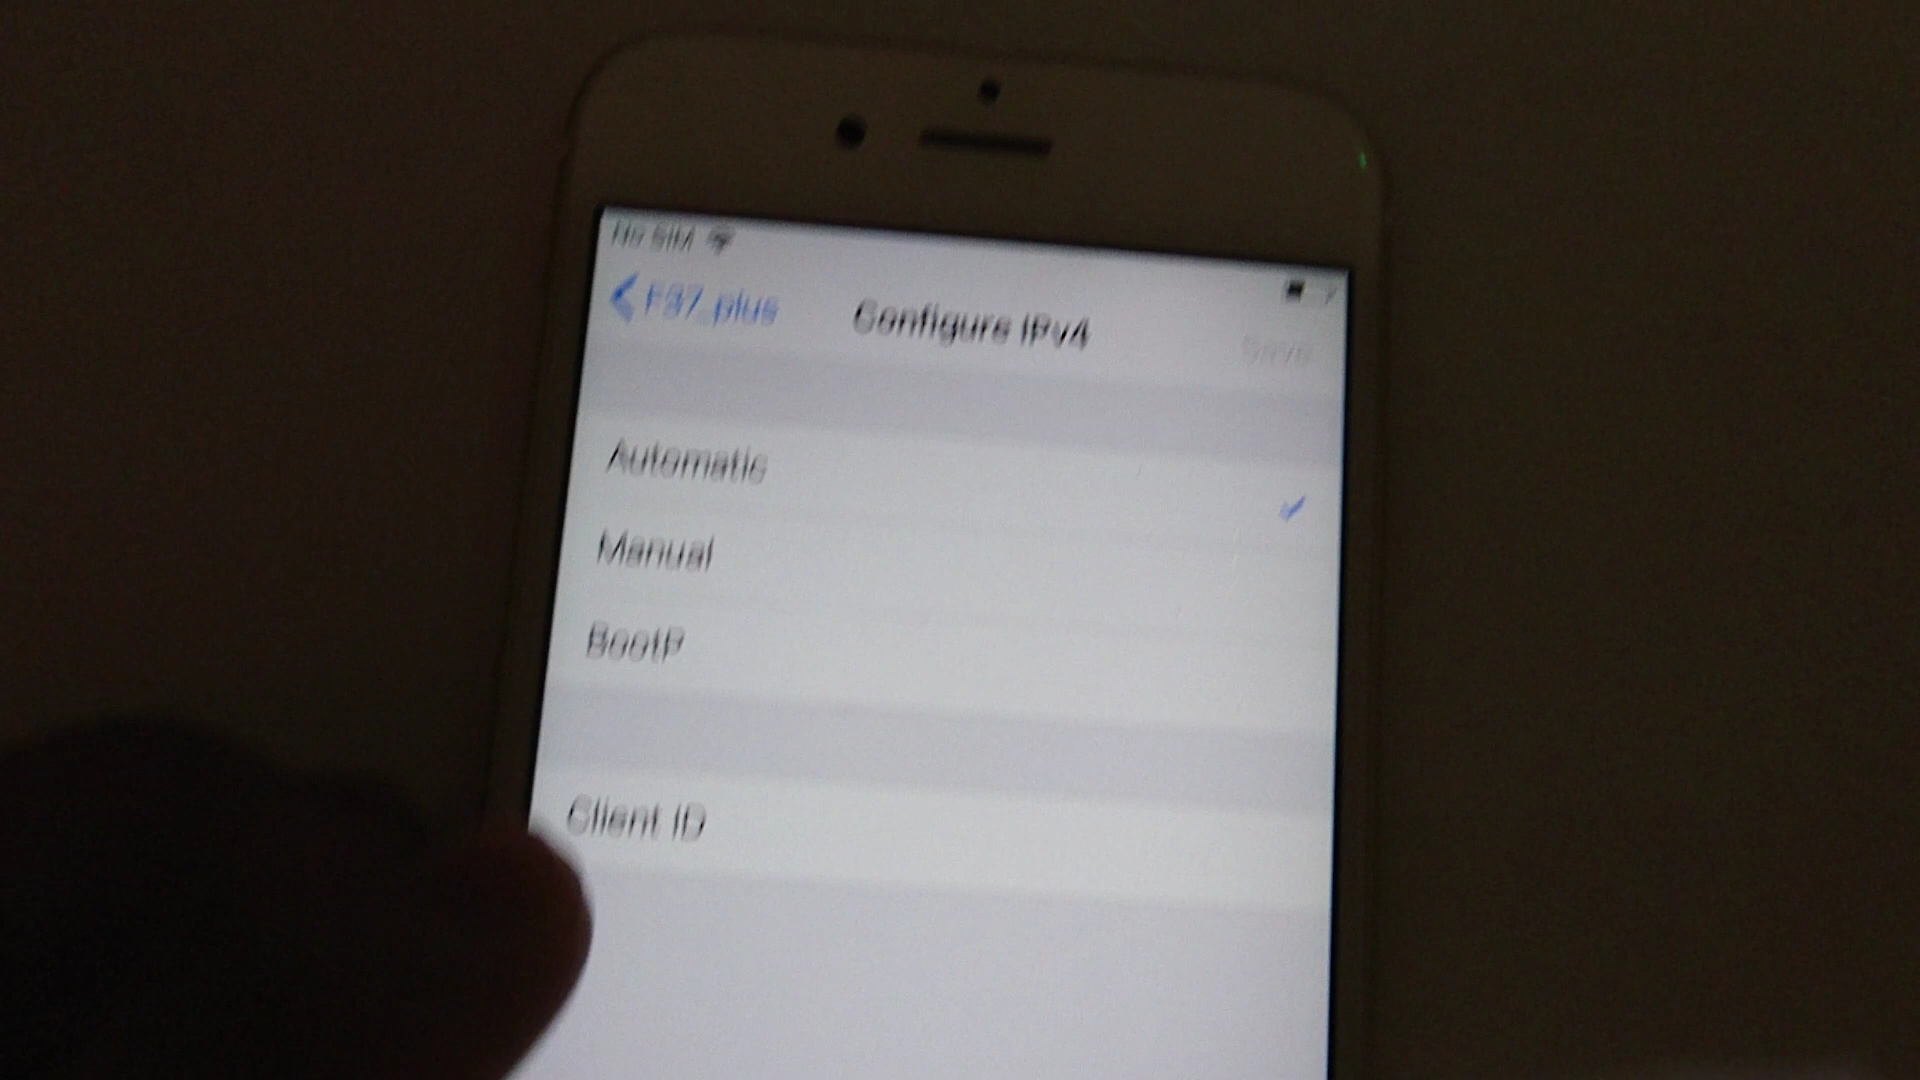 No SIM
F37_plus
Configure IPv4
Save
Automatic
Manual
BootP
Client ID